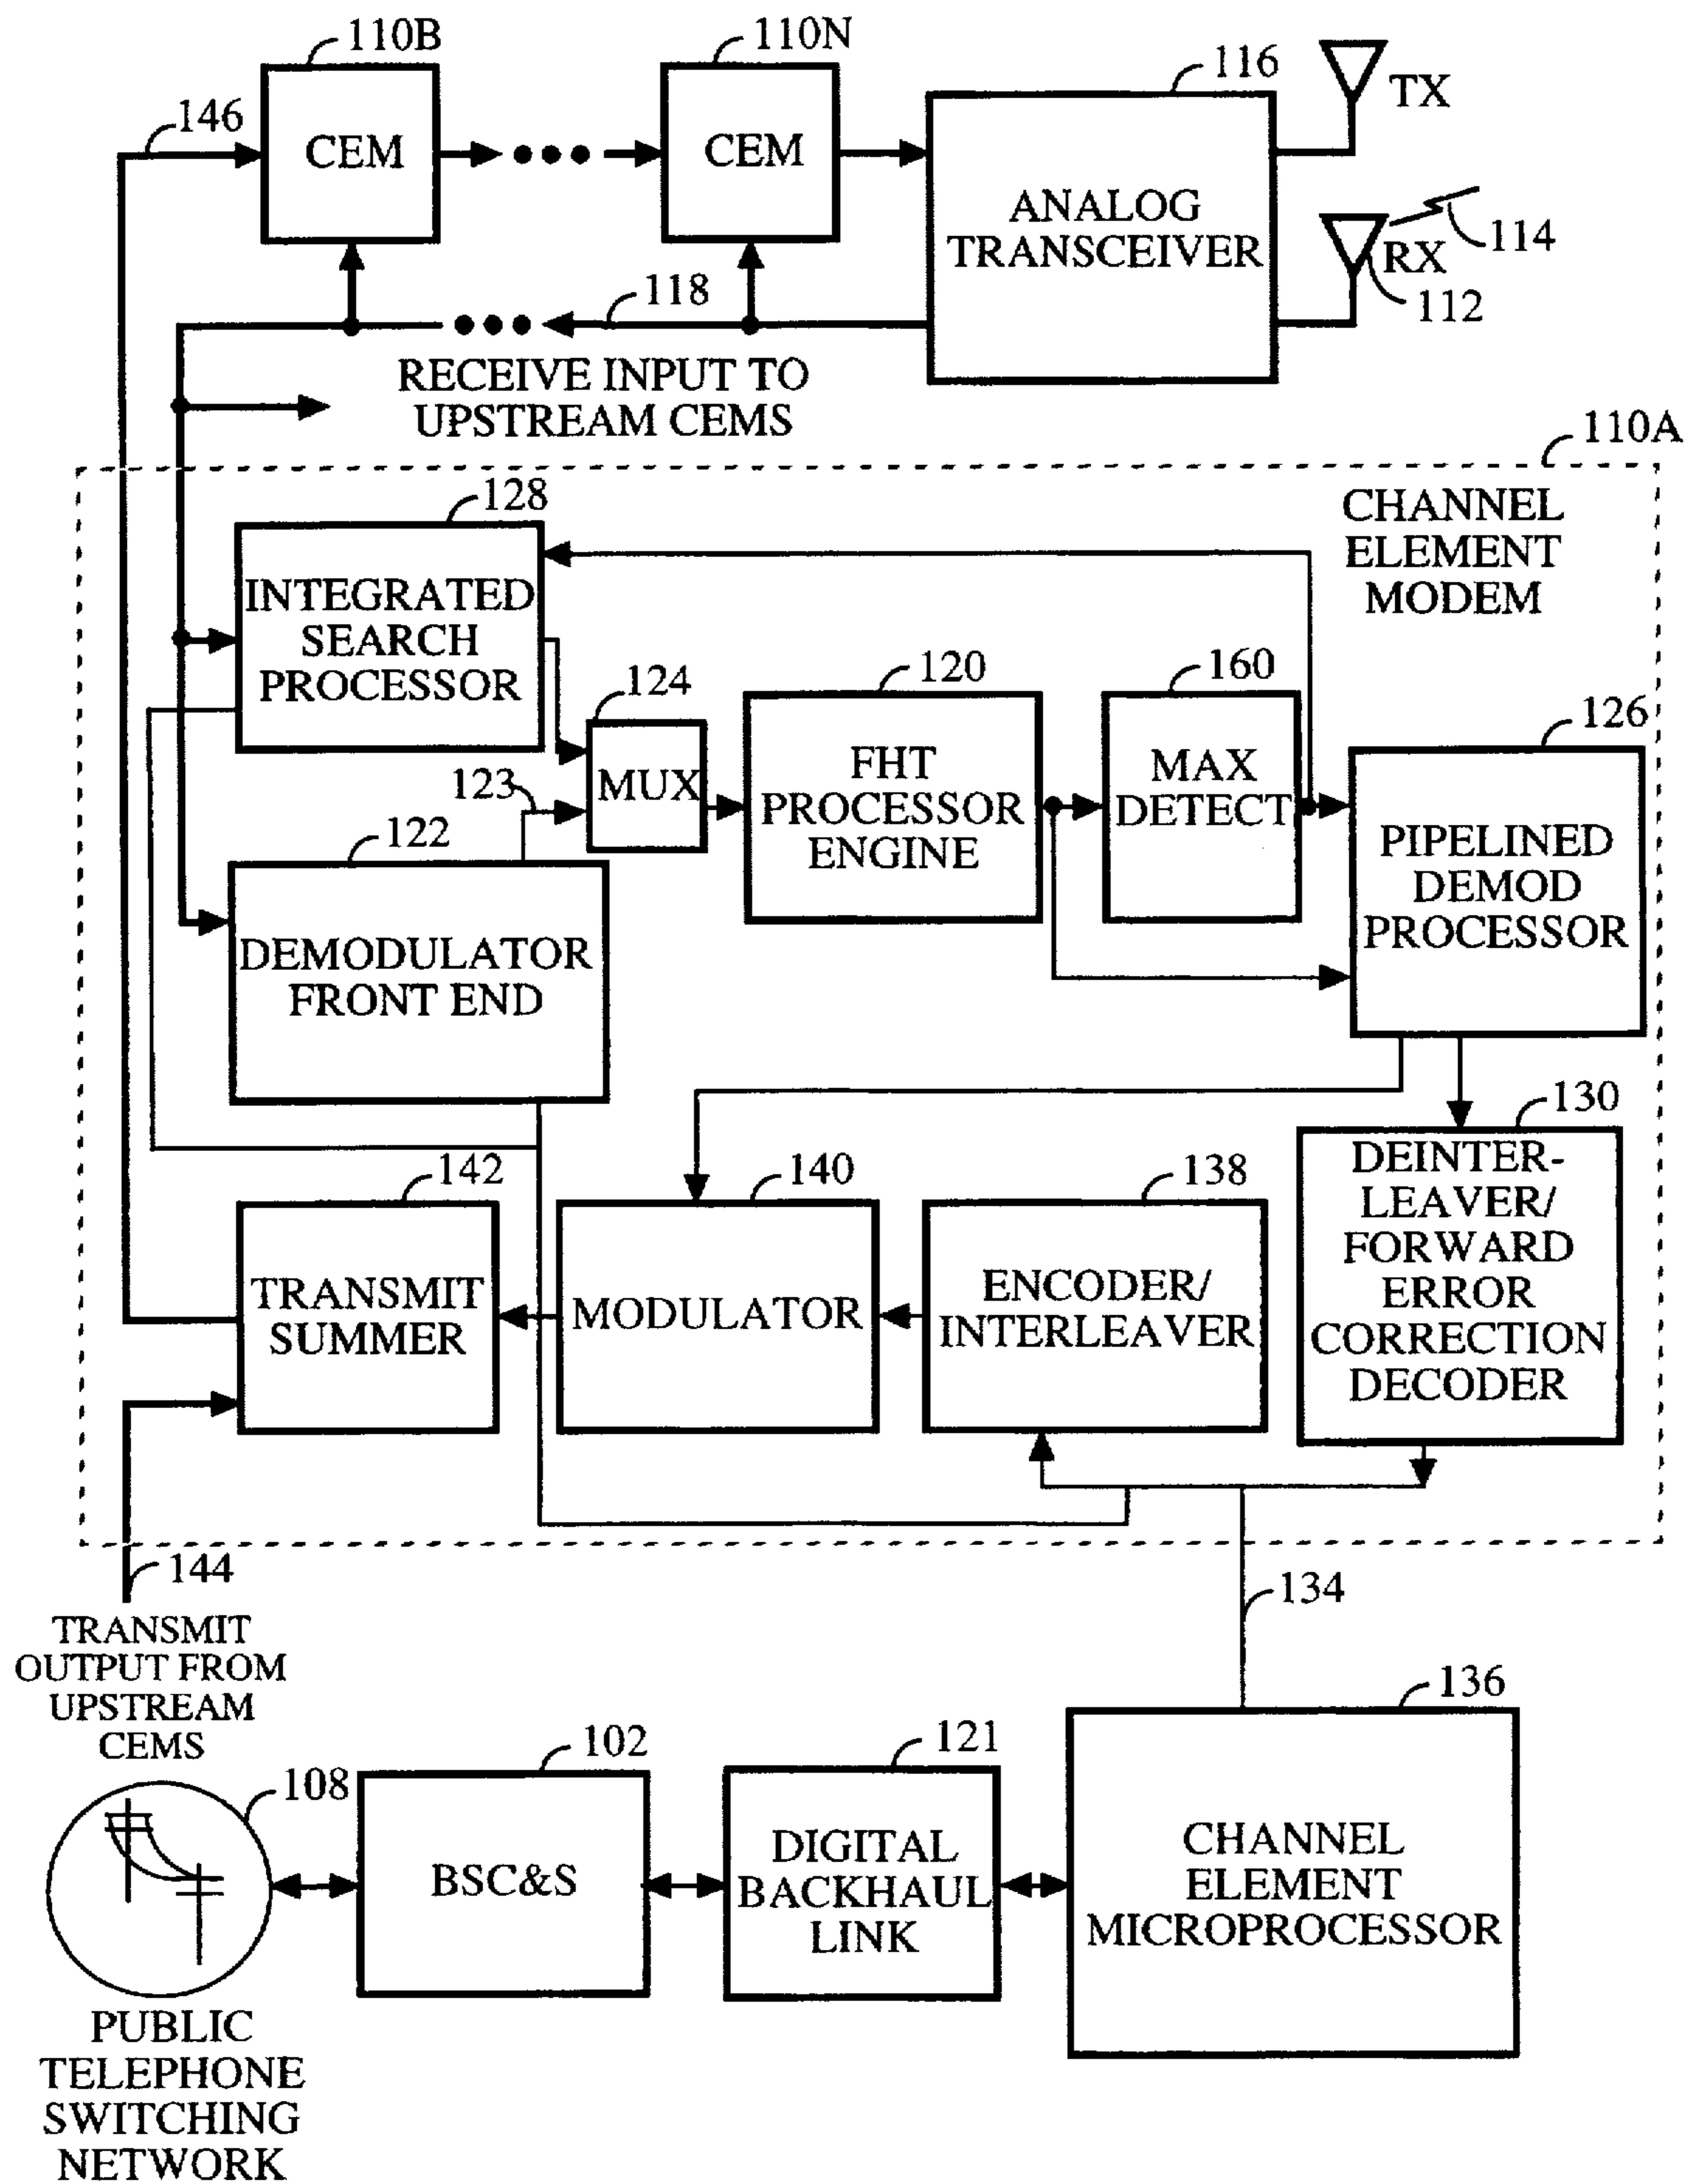 110B
110N
116
TX
146
CEM
CEM
ANALOG
TRANSCEIVER
114
RX
112
118
RECEIVE INPUT TO
UPSTREAM CEMS
110A
CHANNEL
ELEMENT
MODEM
128
INTEGRATED
SEARCH
PROCESSOR
124
MUX
123
120
FHT
PROCESSOR
ENGINE
160
MAX
DETECT
126
PIPELINED
DEMOD
PROCESSOR
122
DEMODULATOR
FRONT END
130
DEINTER-
LEAVER/
FORWARD
ERROR
CORRECTION
DECODER
142
TRANSMIT
SUMMER
140
MODULATOR
138
ENCODER/
INTERLEAVER
144
TRANSMIT
OUTPUT FROM
UPSTREAM
CEMS
134
136
CHANNEL
ELEMENT
MICROPROCESSOR
108
102
BSC&S
121
DIGITAL
BACKHAUL
LINK
PUBLIC
TELEPHONE
SWITCHING
NETWORK